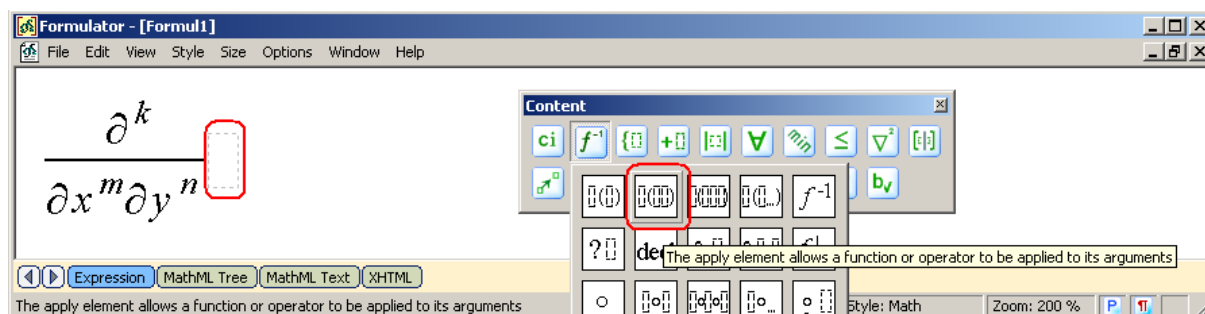 Formulator - [Formul1]
File Edit View Style Size Options Window Help
∂^k
∂x^m ∂y^n
Content
ci f^-1 ∀ ≤ ∇²
b√
f^-1
? dec
The apply element allows a function or operator to be applied to its arguments
Expression MathML Tree MathML Text XHTML
The apply element allows a function or operator to be applied to its arguments Style: Math Zoom: 200 % P ¶